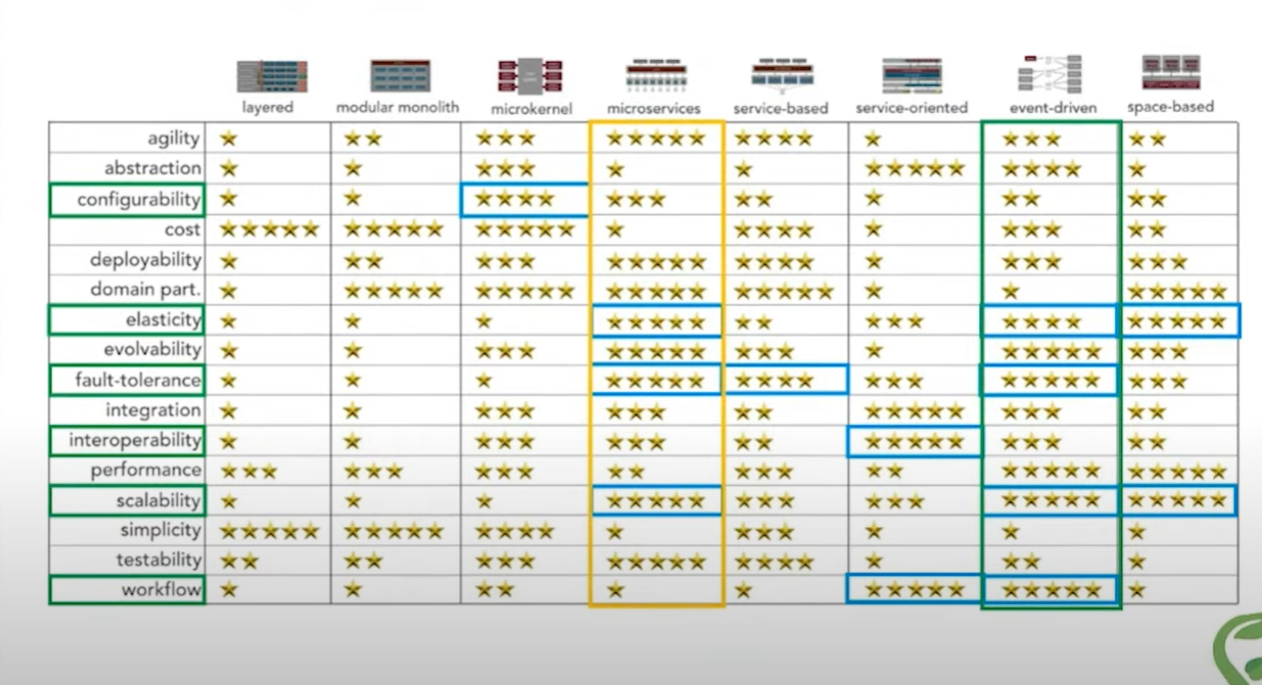 layered modular monolith microkernel microservices service-based service-oriented event-driven space-based
agility
abstraction
configurability
cost
deployability
domain part.
elasticity
evolvability
fault-tolerance
integration
interoperability
performance
scalability
simplicity
testability
workflow